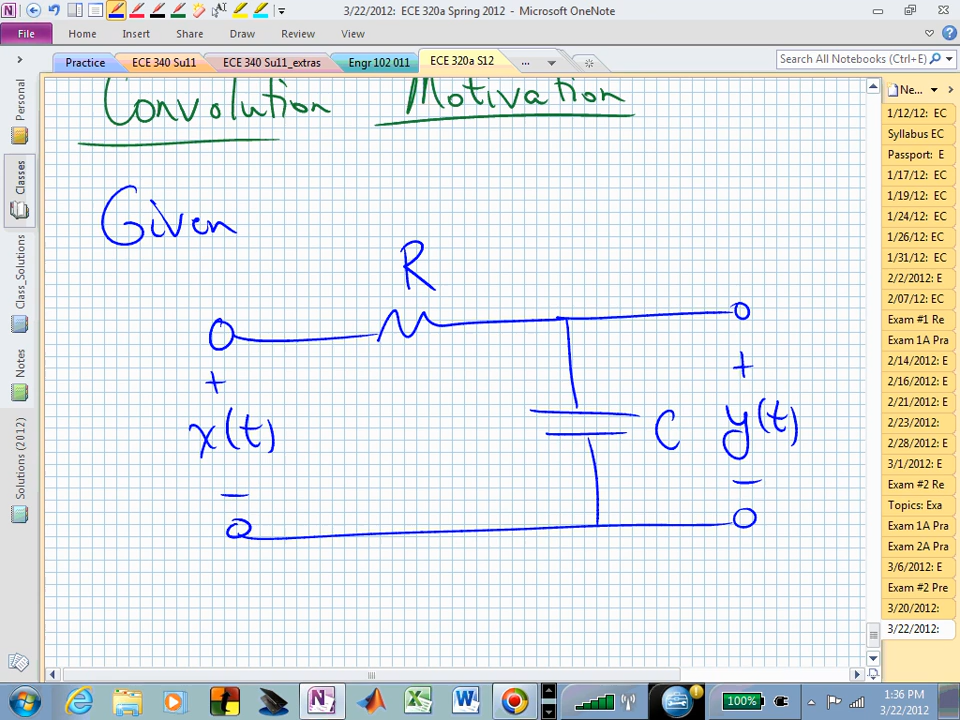 3/22/2012: ECE 320a Spring 2012 - Microsoft OneNote
File Home Insert Share Draw Review View
Practice ECE 340 Su11 ECE 340 Su11_extras Engr 102 011 ECE 320a S12 ...
Search All Notebooks (Ctrl+E)
Personal
Classes
Class_Solutions
Notes
Solutions (2012)
Convolution Motivation
Given
R
+ +
x(t) C y(t)
− −
Ne...
1/12/12: EC
Syllabus EC
Passport: E
1/17/12: EC
1/19/12: EC
1/24/12: EC
1/26/12: EC
1/31/12: EC
2/2/2012: E
2/07/12: EC
Exam #1 Re
Exam 1A Pra
2/14/2012: E
2/16/2012: E
2/21/2012: E
2/23/2012:
2/28/2012: E
3/1/2012: E
Exam #2 Re
Topics: Exa
Exam 1A Pra
Exam 2A Pra
3/6/2012: E
Exam #2 Pre
3/20/2012:
3/22/2012:
100%
1:36 PM
3/22/2012